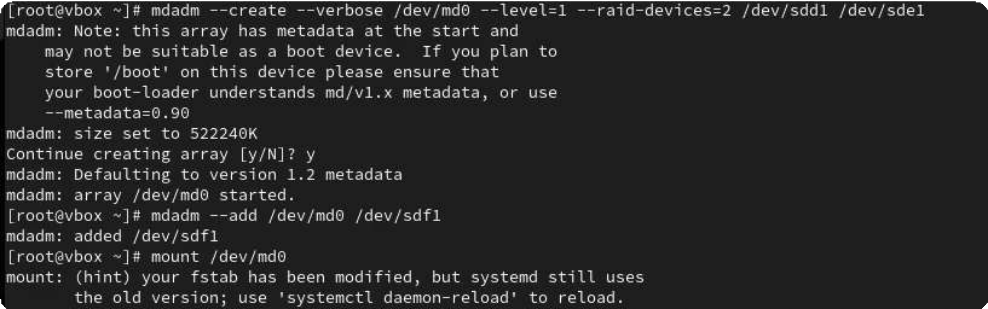 [root@vbox ~]# mdadm --create --verbose /dev/md0 --level=1 --raid-devices=2 /dev/sdd1 /dev/sde1
mdadm: Note: this array has metadata at the start and
    may not be suitable as a boot device.  If you plan to
    store '/boot' on this device please ensure that
    your boot-loader understands md/v1.x metadata, or use
    --metadata=0.90
mdadm: size set to 522240K
Continue creating array [y/N]? y
mdadm: Defaulting to version 1.2 metadata
mdadm: array /dev/md0 started.
[root@vbox ~]# mdadm --add /dev/md0 /dev/sdf1
mdadm: added /dev/sdf1
[root@vbox ~]# mount /dev/md0
mount: (hint) your fstab has been modified, but systemd still uses
       the old version; use 'systemctl daemon-reload' to reload.